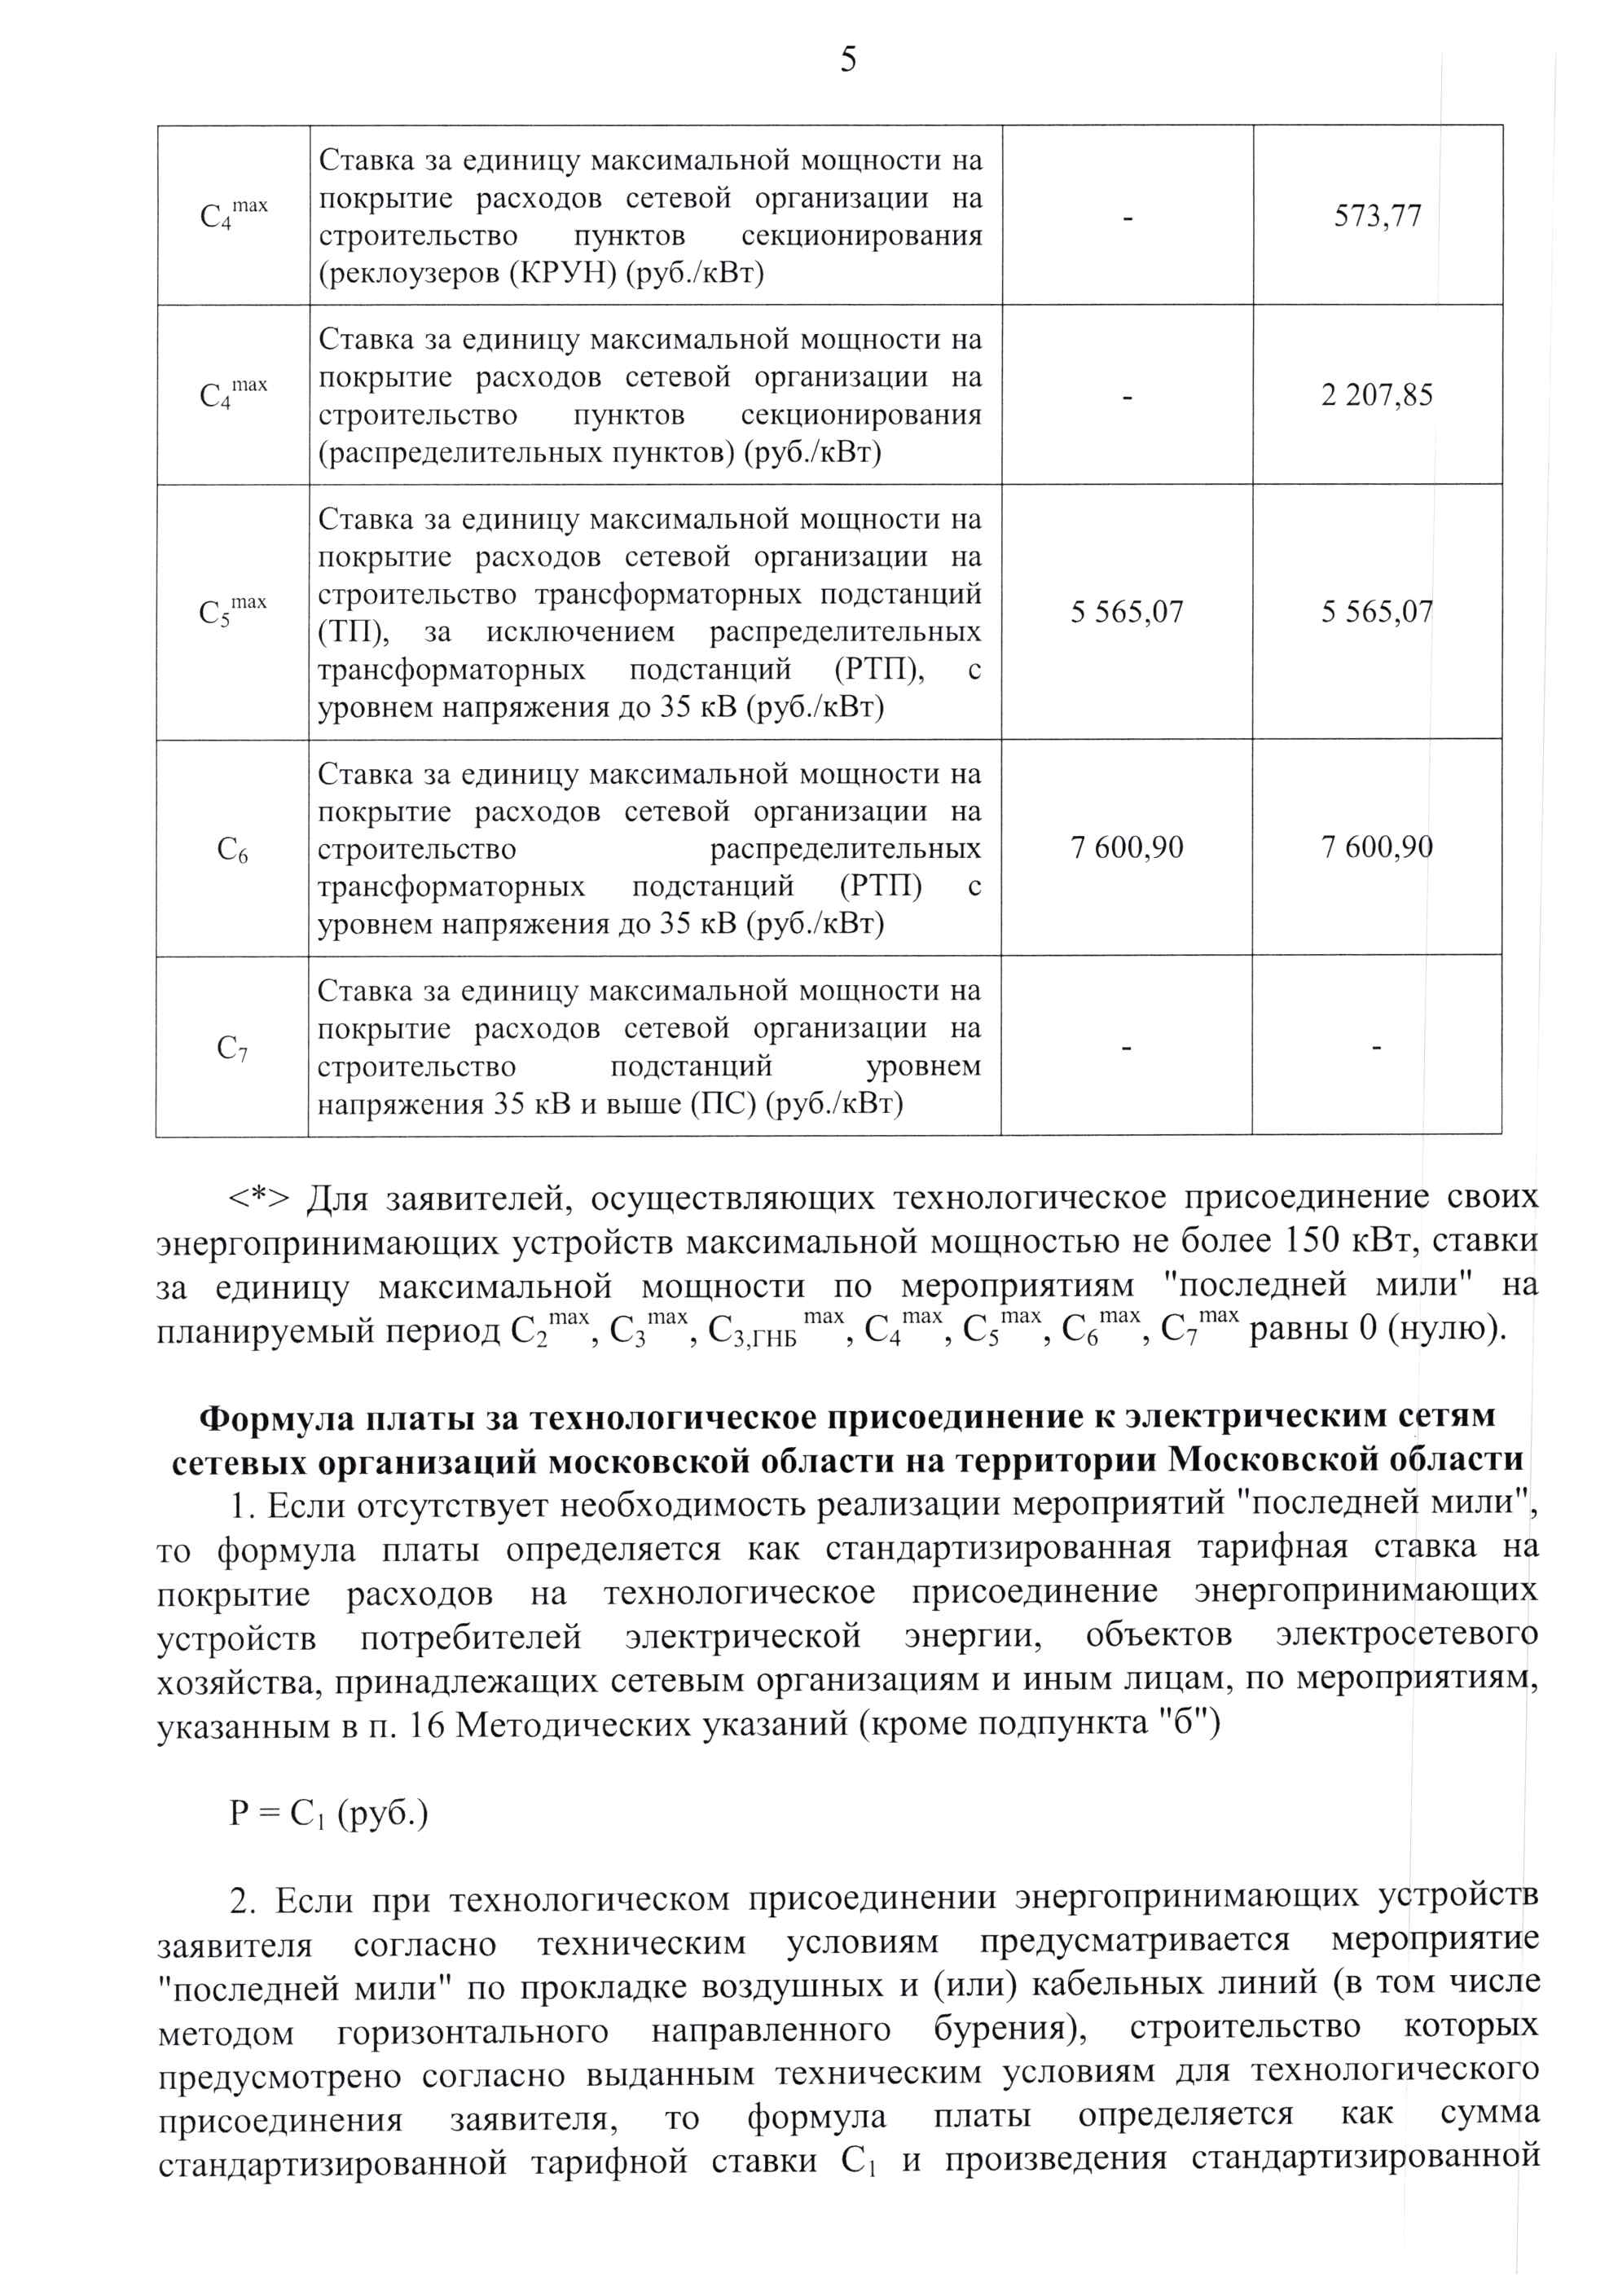 5
Ставка за единицу максимальной мощности на
покрытие расходов сетевой организации на
C₄ᵐᵃˣ
строительство пунктов секционирования
(реклоузеров (КРУН) (руб./кВт)
-
573,77
Ставка за единицу максимальной мощности на
покрытие расходов сетевой организации на
C₄ᵐᵃˣ
строительство пунктов секционирования
(распределительных пунктов) (руб./кВт)
-
2 207,85
Ставка за единицу максимальной мощности на
покрытие расходов сетевой организации на
строительство трансформаторных подстанций
C₅ᵐᵃˣ
(ТП), за исключением распределительных
трансформаторных подстанций (РТП), с
уровнем напряжения до 35 кВ (руб./кВт)
5 565,07
5 565,07
Ставка за единицу максимальной мощности на
покрытие расходов сетевой организации на
C₆
строительство распределительных
трансформаторных подстанций (РТП) с
уровнем напряжения до 35 кВ (руб./кВт)
7 600,90
7 600,90
Ставка за единицу максимальной мощности на
покрытие расходов сетевой организации на
C₇
строительство подстанций уровнем
напряжения 35 кВ и выше (ПС) (руб./кВт)
-
-
<*> Для заявителей, осуществляющих технологическое присоединение своих
энергопринимающих устройств максимальной мощностью не более 150 кВт, ставки
за единицу максимальной мощности по мероприятиям "последней мили" на
планируемый период C₂ᵐᵃˣ, C₃ᵐᵃˣ, C₃,ГНБ ᵐᵃˣ, C₄ᵐᵃˣ, C₅ᵐᵃˣ, C₆ᵐᵃˣ, C₇ᵐᵃˣ равны 0 (нулю).
Формула платы за технологическое присоединение к электрическим сетям
сетевых организаций московской области на территории Московской области
1. Если отсутствует необходимость реализации мероприятий "последней мили",
то формула платы определяется как стандартизированная тарифная ставка на
покрытие расходов на технологическое присоединение энергопринимающих
устройств потребителей электрической энергии, объектов электросетевого
хозяйства, принадлежащих сетевым организациям и иным лицам, по мероприятиям,
указанным в п. 16 Методических указаний (кроме подпункта "б")
P = C₁ (руб.)
2. Если при технологическом присоединении энергопринимающих устройств
заявителя согласно техническим условиям предусматривается мероприятие
"последней мили" по прокладке воздушных и (или) кабельных линий (в том числе
методом горизонтального направленного бурения), строительство которых
предусмотрено согласно выданным техническим условиям для технологического
присоединения заявителя, то формула платы определяется как сумма
стандартизированной тарифной ставки C₁ и произведения стандартизированной